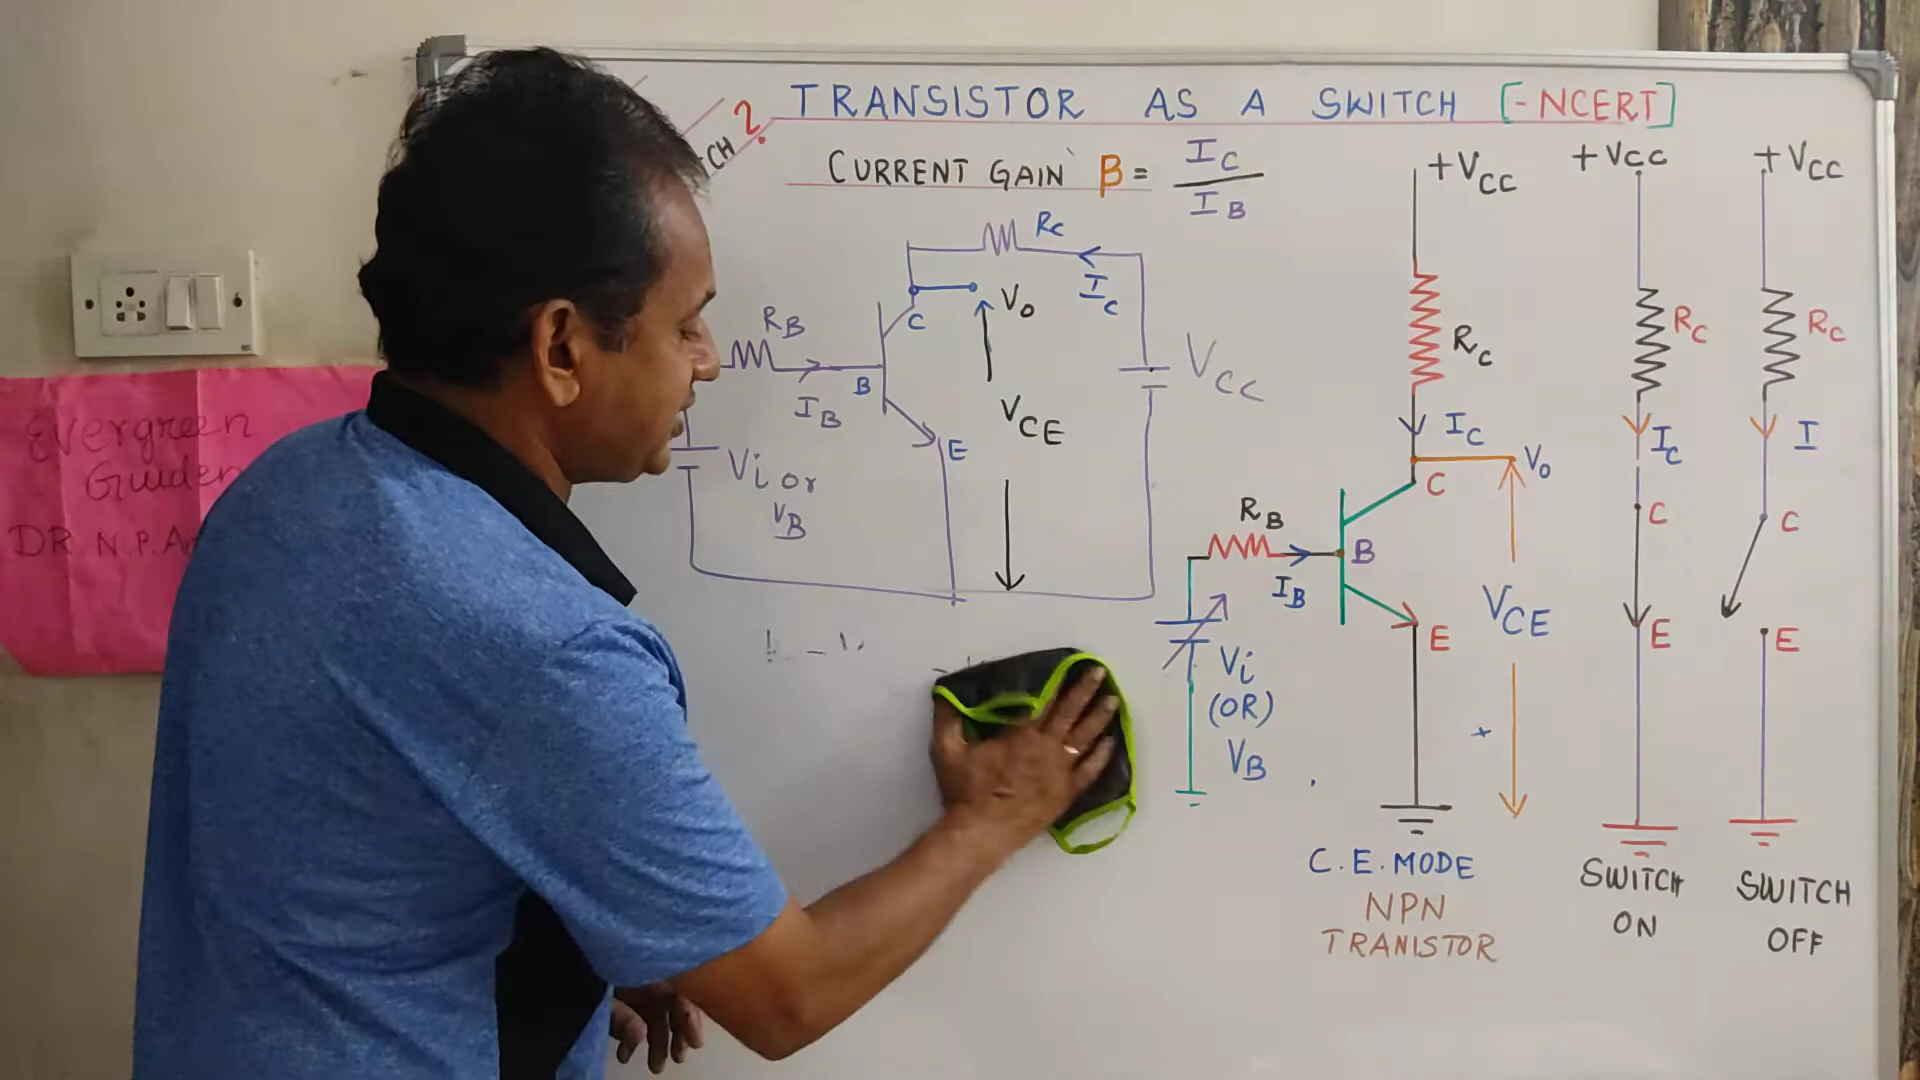 2. TRANSISTOR AS A SWITCH [-NCERT]
CURRENT GAIN β = IC / IB
RC
IC
VO
C
RB
IB
B
E
VCE
VCC
Vi or
VB
+VCC
RC
IC
VO
C
RB
IB
B
E
VCE
Vi
(OR)
VB
C.E. MODE
NPN
TRANISTOR
+VCC
RC
IC
C
E
SWITCH
ON
+VCC
RC
I
C
E
SWITCH
OFF
Evergreen
DR N.P.